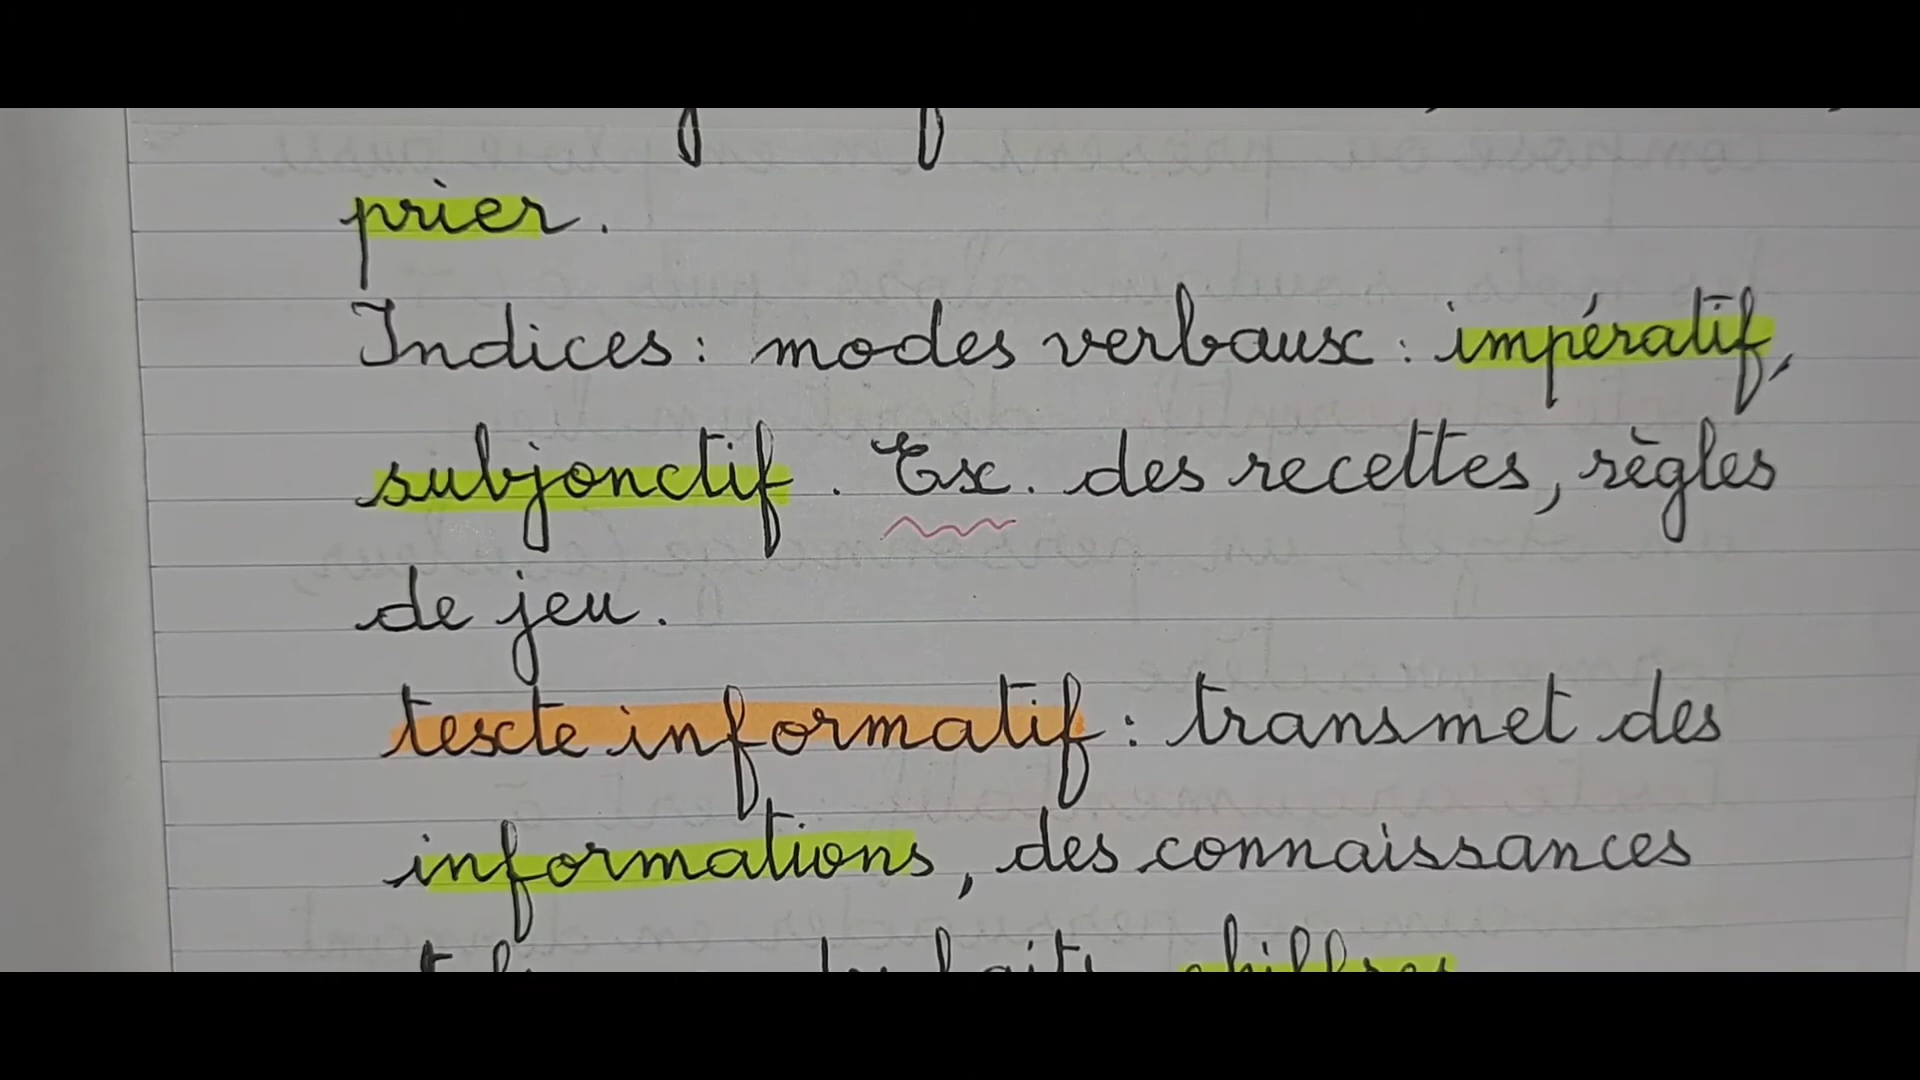 prier.
Indices : modes verbaux : impératif,
subjonctif. Ex. des recettes, règles
de jeu.
texte informatif : transmet des
informations, des connaissances